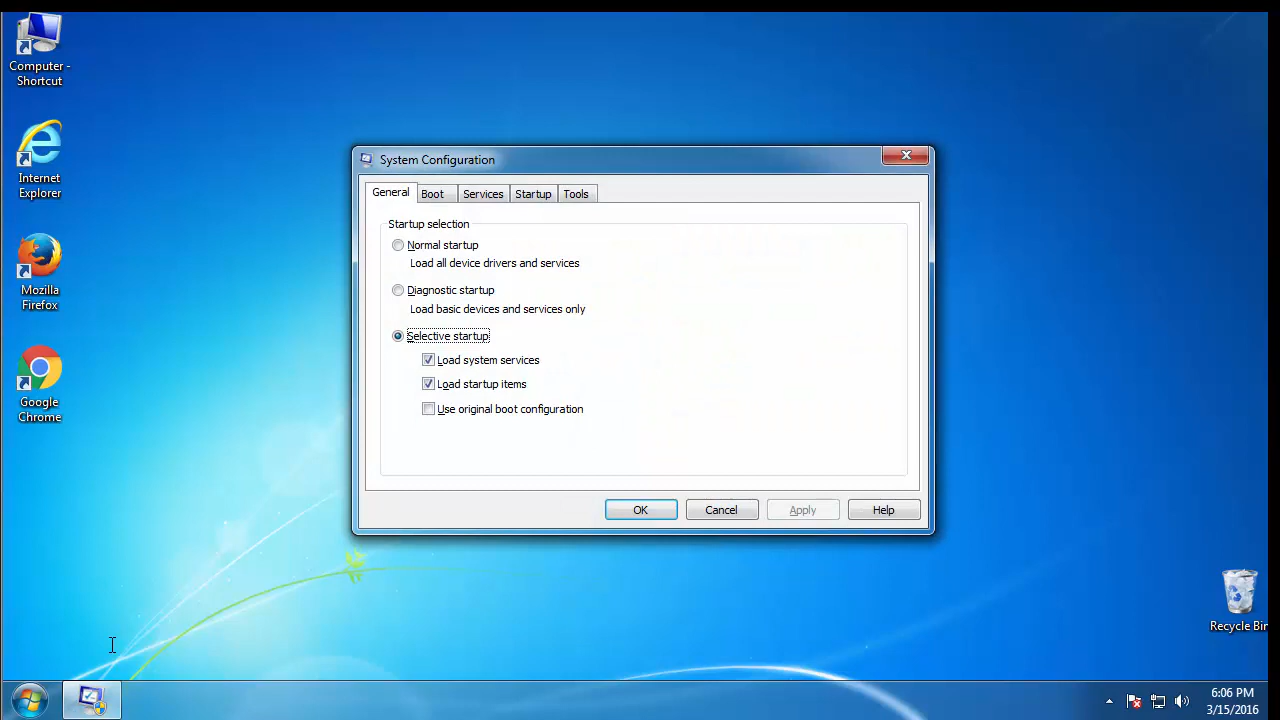 Computer -
Shortcut
Internet
Explorer
Mozilla
Firefox
Google
Chrome
System Configuration
General Boot Services Startup Tools
Startup selection
Normal startup
Load all device drivers and services
Diagnostic startup
Load basic devices and services only
Selective startup
Load system services
Load startup items
Use original boot configuration
OK Cancel Apply Help
Recycle Bin
6:06 PM
3/15/2016